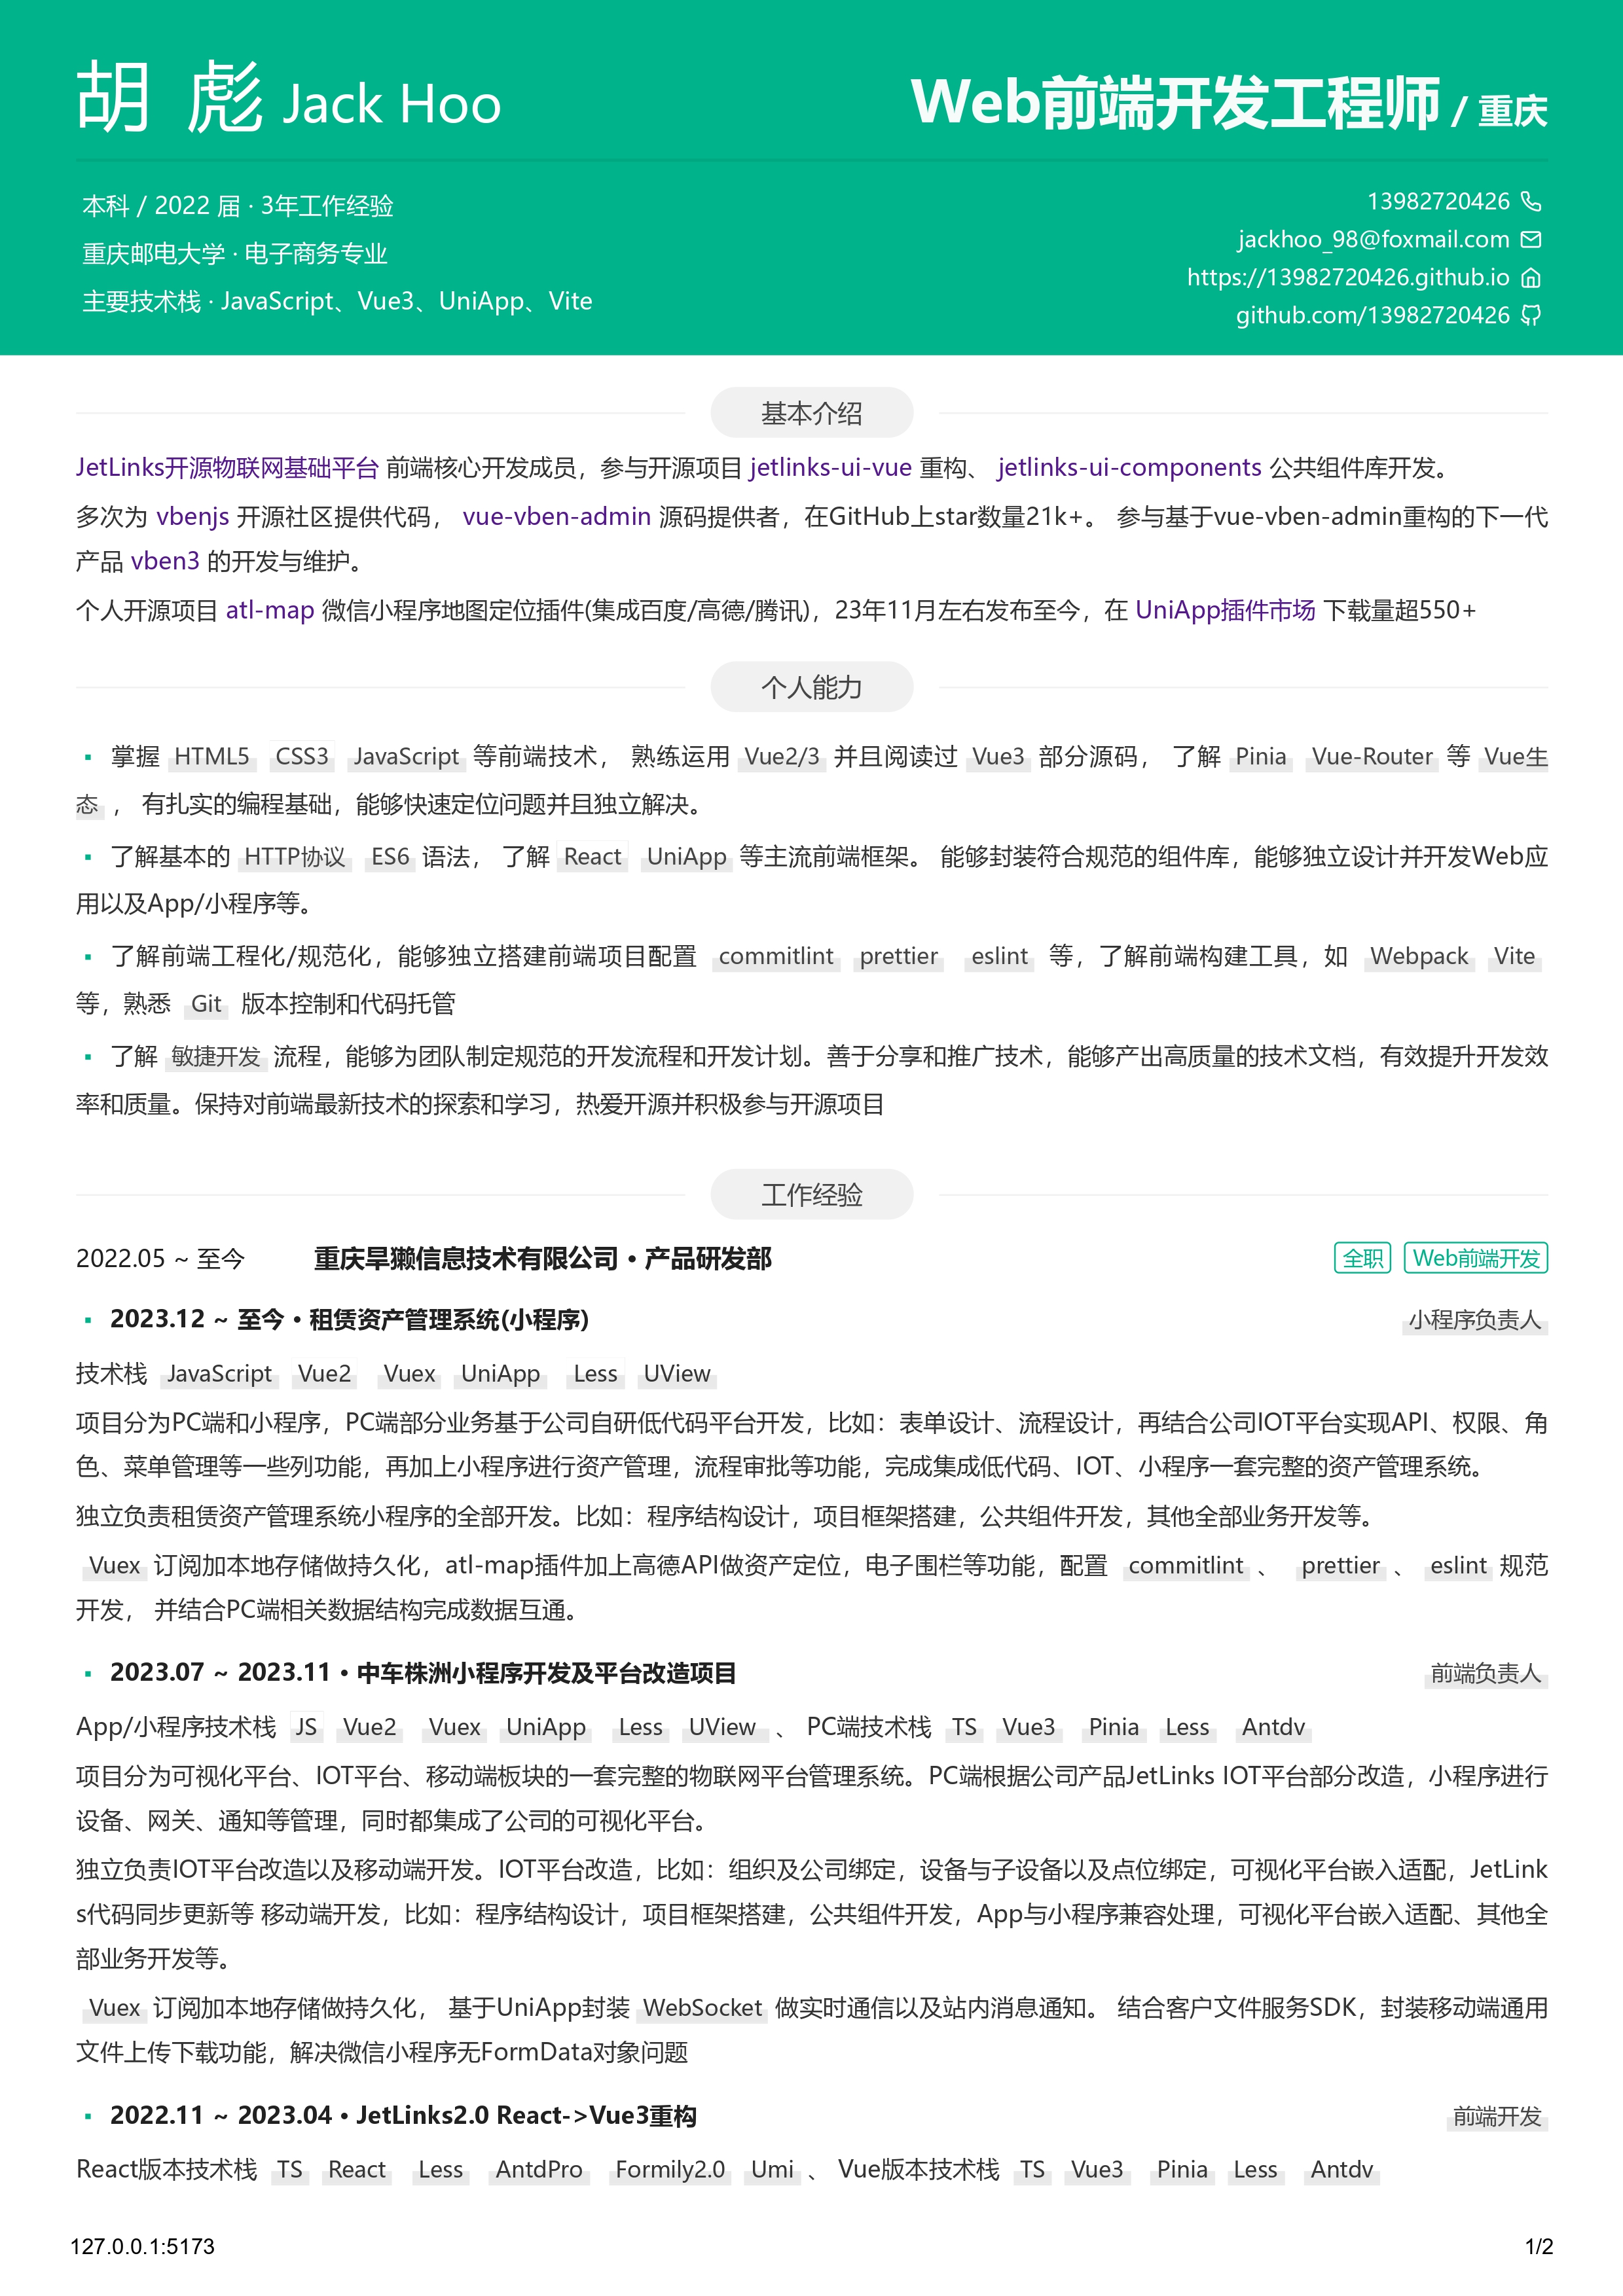 胡 彪 Jack Hoo
Web前端开发工程师 / 重庆
本科 / 2022 届 · 3年工作经验
重庆邮电大学 · 电子商务专业
主要技术栈 · JavaScript、Vue3、UniApp、Vite
13982720426
jackhoo_98@foxmail.com
https://13982720426.github.io
github.com/13982720426
基本介绍
JetLinks开源物联网基础平台 前端核心开发成员，参与开源项目 jetlinks-ui-vue 重构、 jetlinks-ui-components 公共组件库开发。
多次为 vbenjs 开源社区提供代码， vue-vben-admin 源码提供者，在GitHub上star数量21k+。 参与基于vue-vben-admin重构的下一代
产品 vben3 的开发与维护。
个人开源项目 atl-map 微信小程序地图定位插件(集成百度/高德/腾讯)，23年11月左右发布至今，在 UniApp插件市场 下载量超550+
个人能力
▪ 掌握 HTML5 CSS3 JavaScript 等前端技术， 熟练运用 Vue2/3 并且阅读过 Vue3 部分源码， 了解 Pinia Vue-Router 等 Vue生
态 ， 有扎实的编程基础，能够快速定位问题并且独立解决。
▪ 了解基本的 HTTP协议 ES6 语法， 了解 React UniApp 等主流前端框架。 能够封装符合规范的组件库，能够独立设计并开发Web应
用以及App/小程序等。
▪ 了解前端工程化/规范化，能够独立搭建前端项目配置 commitlint prettier eslint 等，了解前端构建工具，如 Webpack Vite
等，熟悉 Git 版本控制和代码托管
▪ 了解 敏捷开发 流程，能够为团队制定规范的开发流程和开发计划。善于分享和推广技术，能够产出高质量的技术文档，有效提升开发效
率和质量。保持对前端最新技术的探索和学习，热爱开源并积极参与开源项目
工作经验
2022.05 ~ 至今 重庆旱獭信息技术有限公司 • 产品研发部 全职 Web前端开发
▪ 2023.12 ~ 至今 • 租赁资产管理系统(小程序) 小程序负责人
技术栈 JavaScript Vue2 Vuex UniApp Less UView
项目分为PC端和小程序，PC端部分业务基于公司自研低代码平台开发，比如：表单设计、流程设计，再结合公司IOT平台实现API、权限、角
色、菜单管理等一些列功能，再加上小程序进行资产管理，流程审批等功能，完成集成低代码、IOT、小程序一套完整的资产管理系统。
独立负责租赁资产管理系统小程序的全部开发。比如：程序结构设计，项目框架搭建，公共组件开发，其他全部业务开发等。
Vuex 订阅加本地存储做持久化，atl-map插件加上高德API做资产定位，电子围栏等功能，配置 commitlint 、 prettier 、 eslint 规范
开发， 并结合PC端相关数据结构完成数据互通。
▪ 2023.07 ~ 2023.11 • 中车株洲小程序开发及平台改造项目 前端负责人
App/小程序技术栈 JS Vue2 Vuex UniApp Less UView 、 PC端技术栈 TS Vue3 Pinia Less Antdv
项目分为可视化平台、IOT平台、移动端板块的一套完整的物联网平台管理系统。PC端根据公司产品JetLinks IOT平台部分改造，小程序进行
设备、网关、通知等管理，同时都集成了公司的可视化平台。
独立负责IOT平台改造以及移动端开发。IOT平台改造，比如：组织及公司绑定，设备与子设备以及点位绑定，可视化平台嵌入适配，JetLink
s代码同步更新等 移动端开发，比如：程序结构设计，项目框架搭建，公共组件开发，App与小程序兼容处理，可视化平台嵌入适配、其他全
部业务开发等。
Vuex 订阅加本地存储做持久化， 基于UniApp封装 WebSocket 做实时通信以及站内消息通知。 结合客户文件服务SDK，封装移动端通用
文件上传下载功能，解决微信小程序无FormData对象问题
▪ 2022.11 ~ 2023.04 • JetLinks2.0 React->Vue3重构 前端开发
React版本技术栈 TS React Less AntdPro Formily2.0 Umi 、 Vue版本技术栈 TS Vue3 Pinia Less Antdv
127.0.0.1:5173 1/2